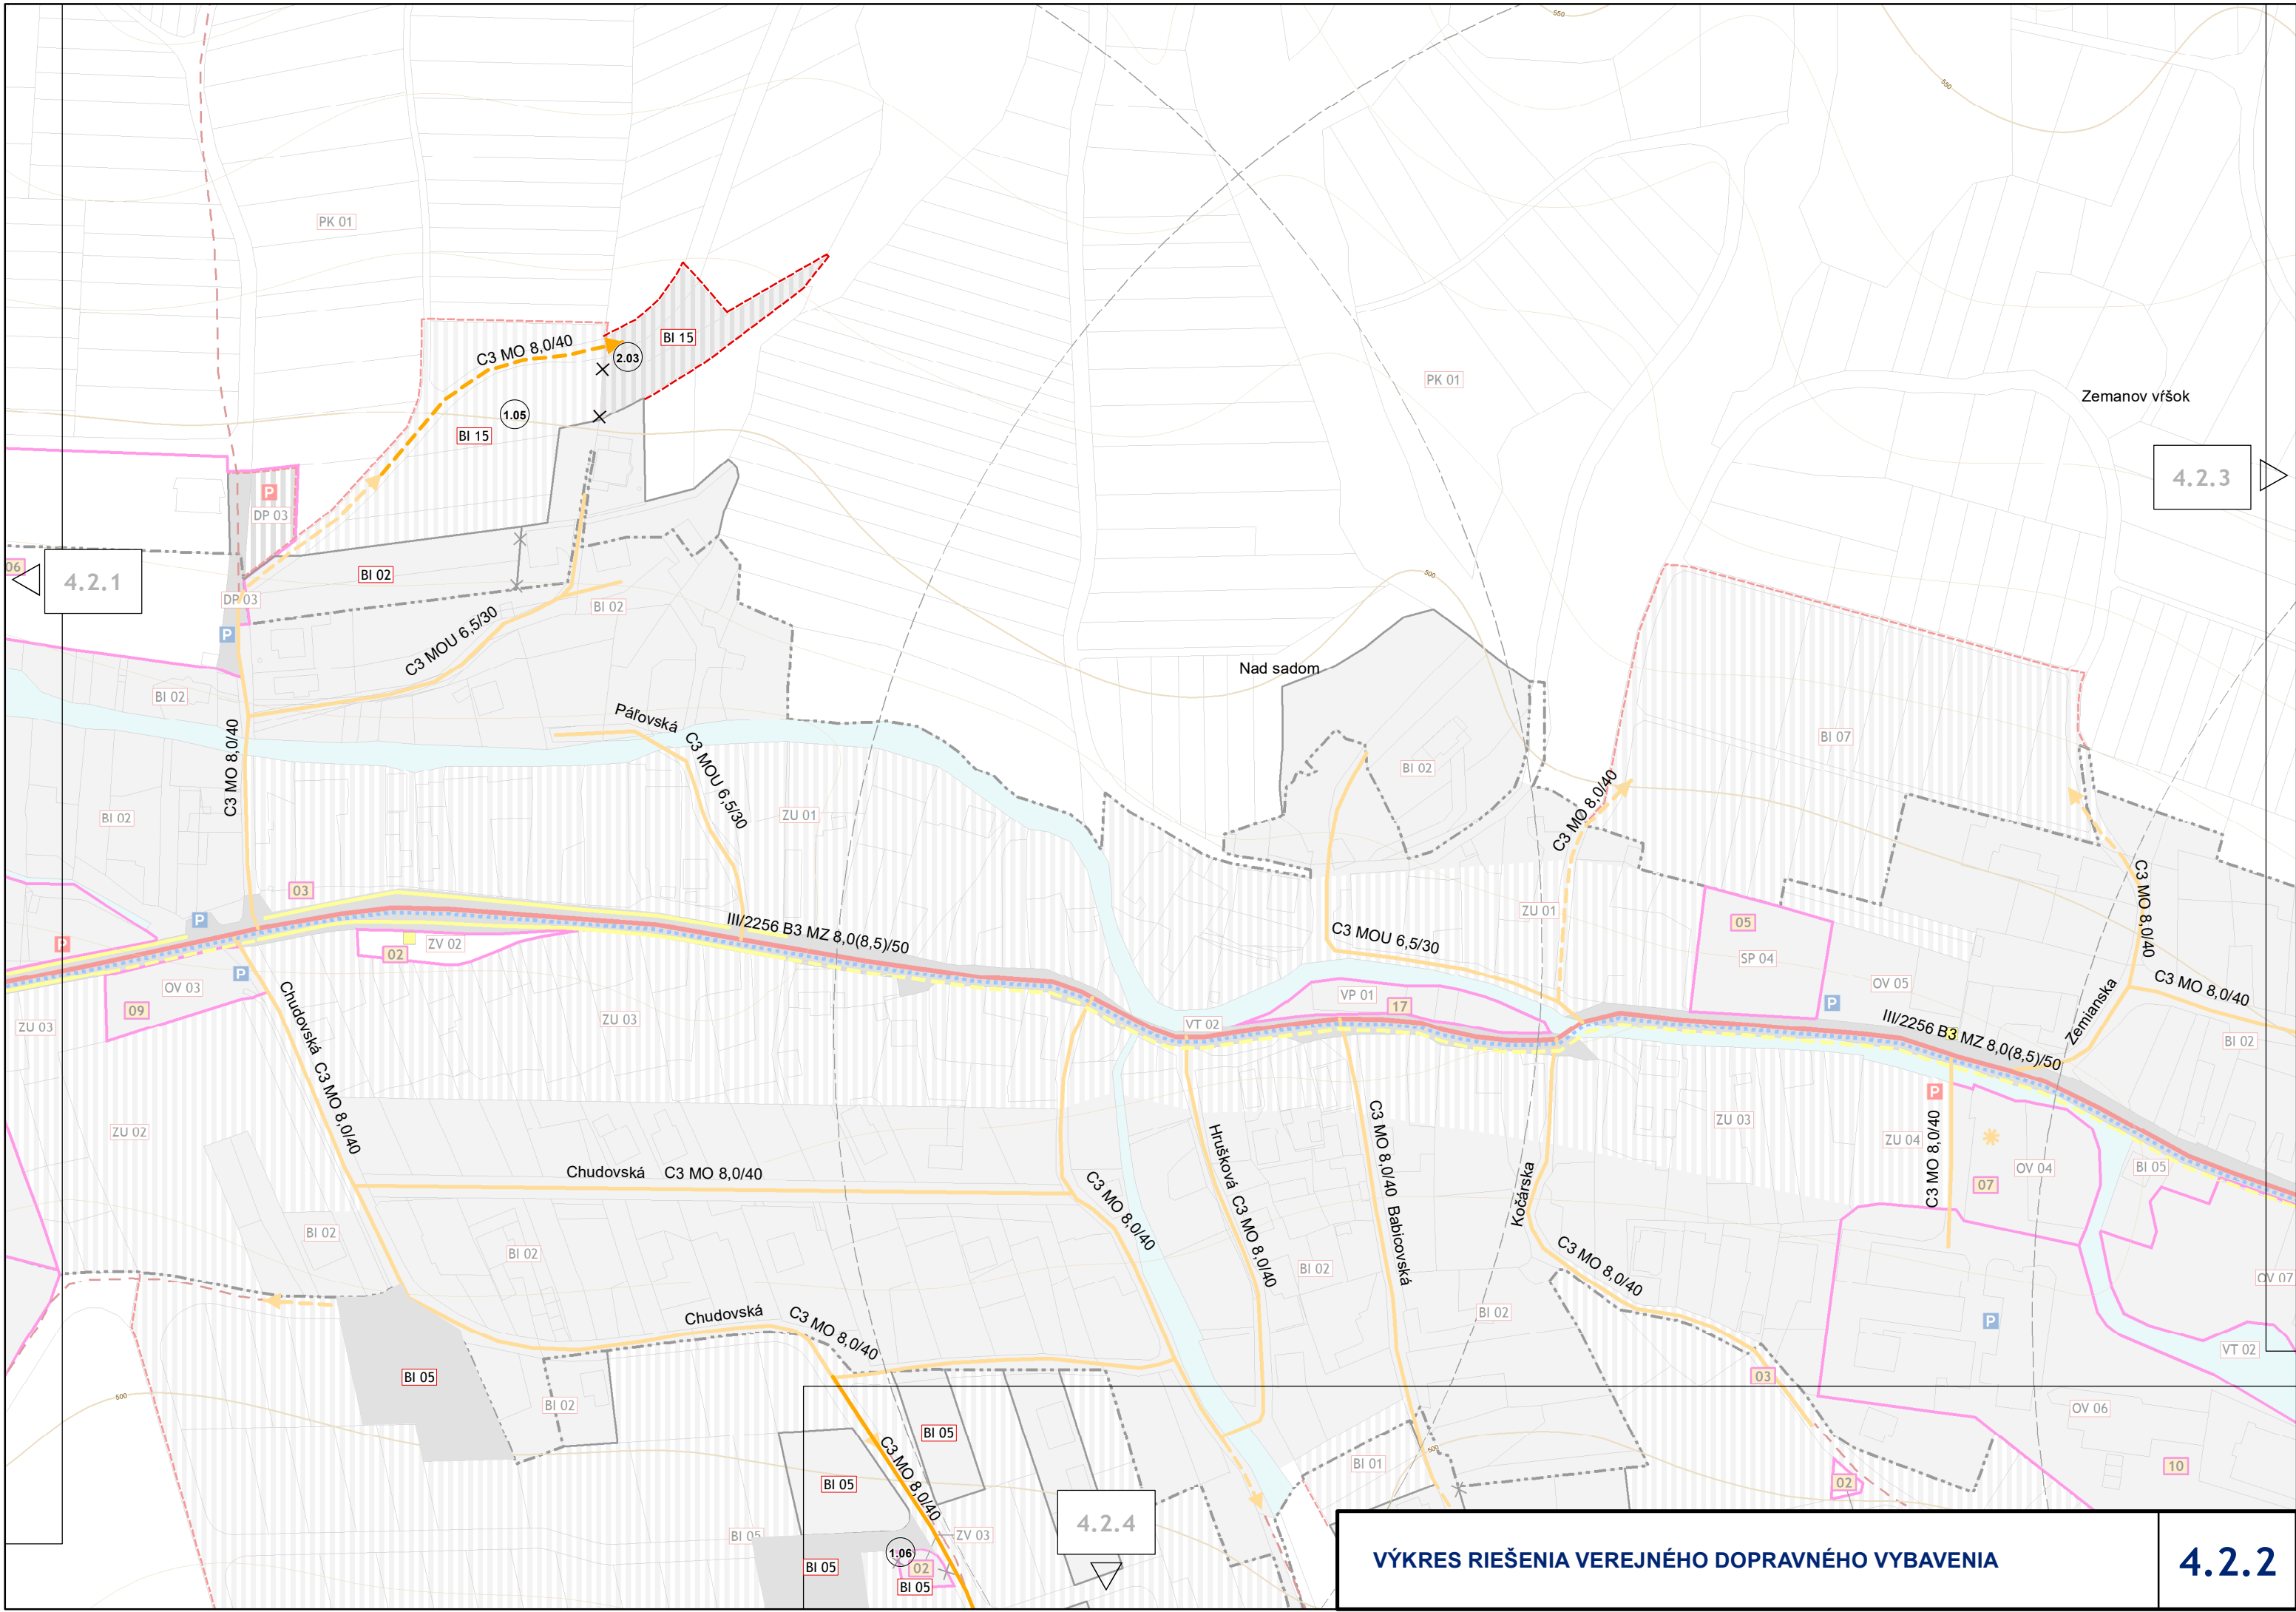 550
550
PK 01
C3 MO 8,0/40
BI 15
2.03
PK 01
Zemanov vŕšok
1.05
BI 15
4.2.3
P
DP 03
06
4.2.1
BI 02
500
DP 03
BI 02
P
C3 MOU 6,5/30
Nad sadom
BI 02
Páľovská
C3 MOU 6,5/30
C3 MO 8,0/40
BI 07
BI 02
C3 MO 8,0/40
BI 02
ZU 01
03
C3 MO 8,0/40
P
III/2256 B3 MZ 8,0(8,5)/50
ZU 01
05
P
ZV 02
02
C3 MOU 6,5/30
SP 04
P
OV 03
Chudovská C3 MO 8,0/40
VP 01
17
OV 05
P
C3 MO 8,0/40
09
ZU 03
ZU 03
VT 02
III/2256 B3 MZ 8,0(8,5)/50
Zemianska
BI 02
P
ZU 02
Hrušková C3 MO 8,0/40
C3 MO 8,0/40 Babicovská
ZU 03
ZU 04
C3 MO 8,0/40
OV 04
BI 05
Chudovská C3 MO 8,0/40
C3 MO 8,0/40
Kočárska
07
BI 02
BI 02
BI 02
C3 MO 8,0/40
OV 07
Chudovská C3 MO 8,0/40
BI 02
P
VT 02
BI 05
03
500
BI 02
OV 06
BI 05
C3 MO 8,0/40
500
BI 01
10
BI 05
02
BI 05
ZV 03
4.2.4
1.06
BI 05
02
BI 05
VÝKRES RIEŠENIA VEREJNÉHO DOPRAVNÉHO VYBAVENIA
4.2.2